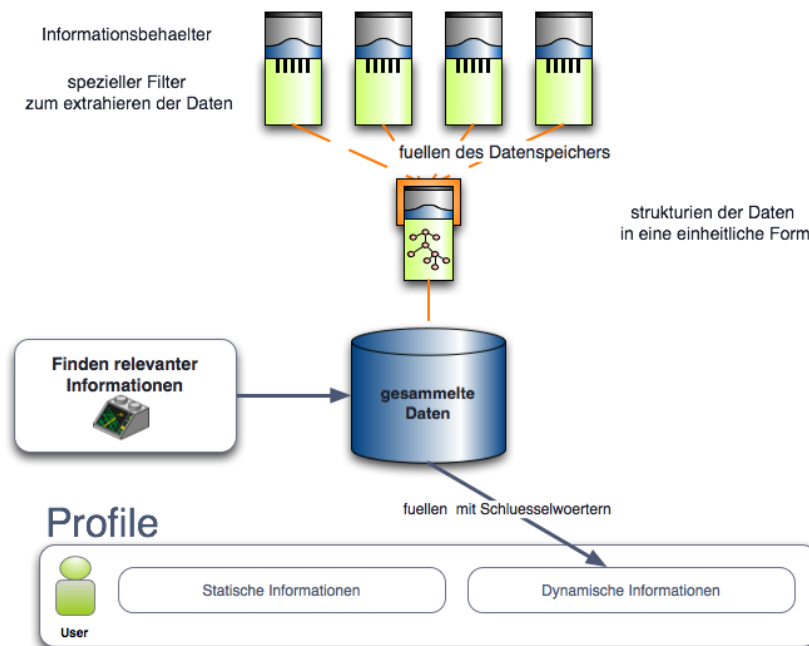 Informationsbehaelter
spezieller Filter
zum extrahieren der Daten
fuellen des Datenspeichers
strukturien der Daten
in eine einheitliche Form
Finden relevanter
Informationen
gesammelte
Daten
fuellen mit Schluesselwoertern
Profile
Statische Informationen
Dynamische Informationen
User